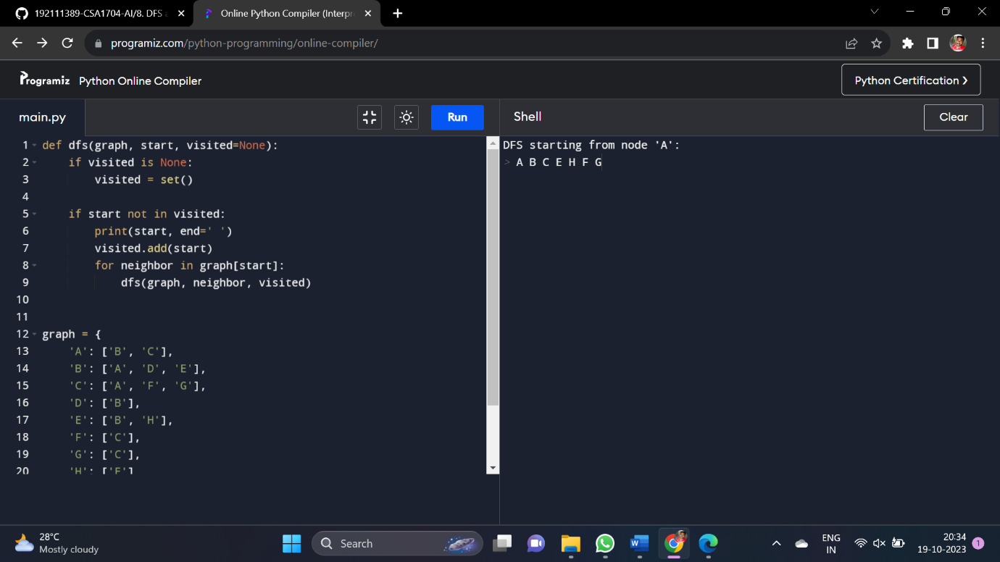 192111389-CSA1704-AI/8. DFS
Online Python Compiler (Interpr
programiz.com/python-programming/online-compiler/
Programiz Python Online Compiler
Python Certification >
main.py
Run
Shell
Clear
1 def dfs(graph, start, visited=None):
2 if visited is None:
3 visited = set()
4
5 if start not in visited:
6 print(start, end=' ')
7 visited.add(start)
8 for neighbor in graph[start]:
9 dfs(graph, neighbor, visited)
10
11
12 graph = {
13 'A': ['B', 'C'],
14 'B': ['A', 'D', 'E'],
15 'C': ['A', 'F', 'G'],
16 'D': ['B'],
17 'E': ['B', 'H'],
18 'F': ['C'],
19 'G': ['C'],
20 'H': ['E']
DFS starting from node 'A':
> A B C E H F G
28°C
Mostly cloudy
Search
ENG
IN
20:34
19-10-2023
1